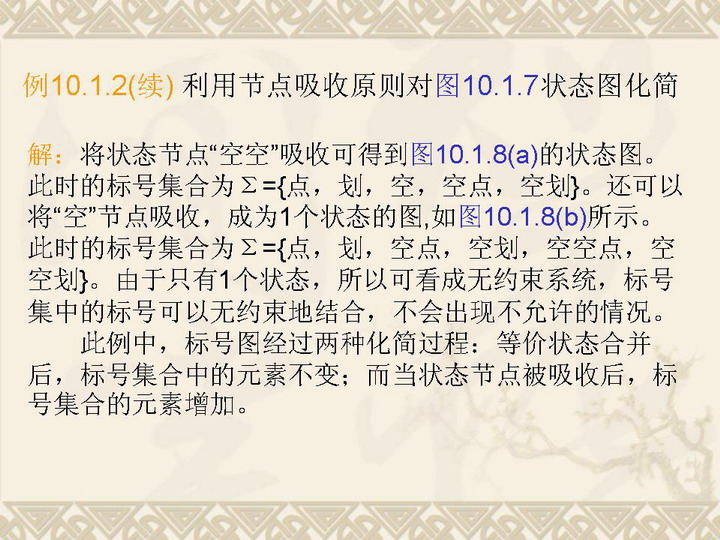 例10.1.2(续) 利用节点吸收原则对图10.1.7状态图化简
解：将状态节点“空空”吸收可得到图10.1.8(a)的状态图。
此时的标号集合为Σ={点，划，空，空点，空划}。还可以
将“空”节点吸收，成为1个状态的图,如图10.1.8(b)所示。
此时的标号集合为Σ={点，划，空点，空划，空空点，空
空划}。由于只有1个状态，所以可看成无约束系统，标号
集中的标号可以无约束地结合，不会出现不允许的情况。
此例中，标号图经过两种化简过程：等价状态合并
后，标号集合中的元素不变；而当状态节点被吸收后，标
号集合的元素增加。